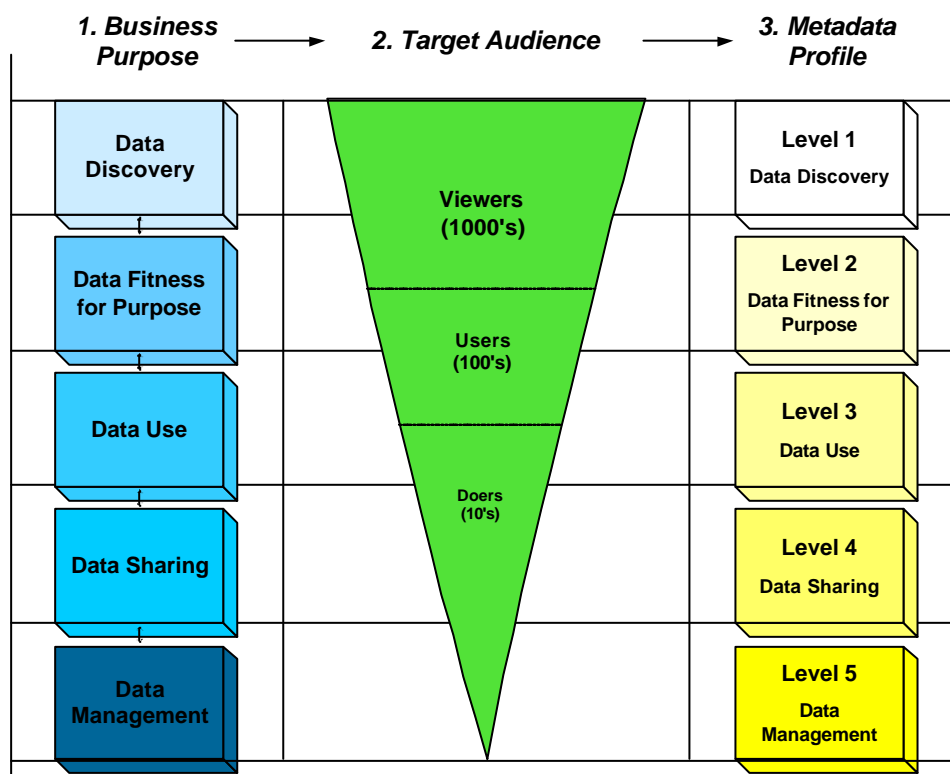 1. Business
Purpose
2. Target Audience
3. Metadada
Profile
Data
Discovery
Data Fitness
for Purpose
Data Use
Data Sharing
Data
Management
Viewers
(1000's)
Users
(100's)
Doers
(10's)
Level 1
Data Discovery
Level 2
Data Fitness for
Purpose
Level 3
Data Use
Level 4
Data Sharing
Level 5
Data
Management